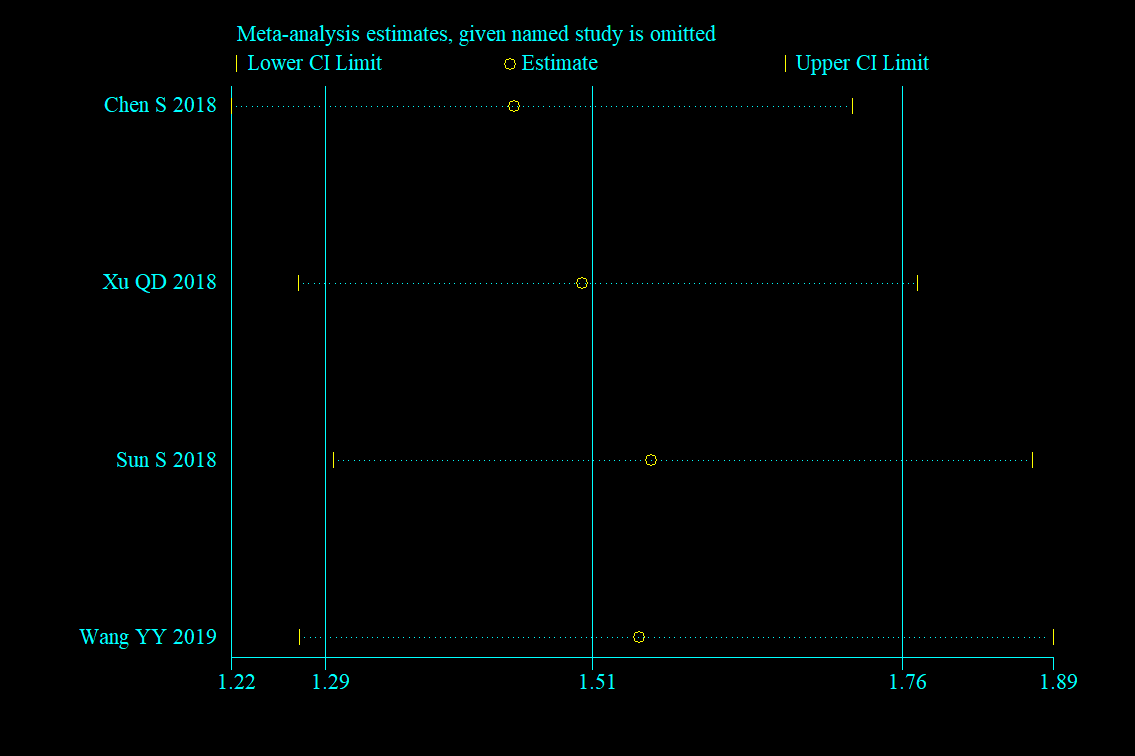 Meta-analysis estimates, given named study is omitted
Lower CI Limit Estimate Upper CI Limit
Chen S 2018
Xu QD 2018
Sun S 2018
Wang YY 2019
1.22 1.29 1.51 1.76 1.89